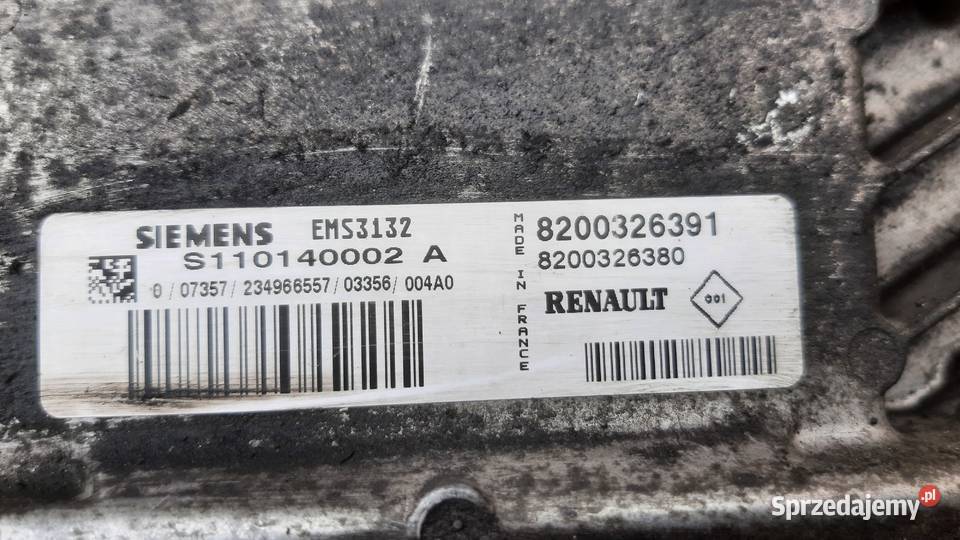 SIEMENS EMS3132
S110140002 A
0 / 07357 / 234966557 / 03356 / 004A0
MADE IN FRANCE
8200326391
8200326380
RENAULT 001
Sprzedajemy.pl